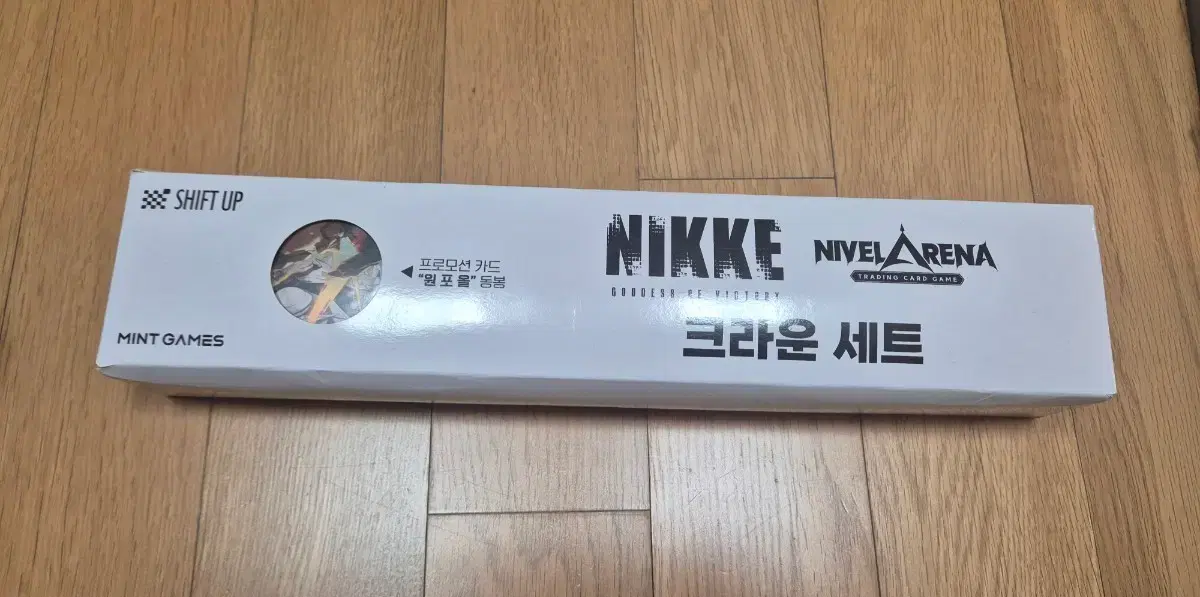 SHIFT UP
프로모션 카드
"원 포 올" 동봉
MINT GAMES
NIKKE
GODDESS OF VICTORY
NIVEL ARENA
TRADING CARD GAME
크라운 세트